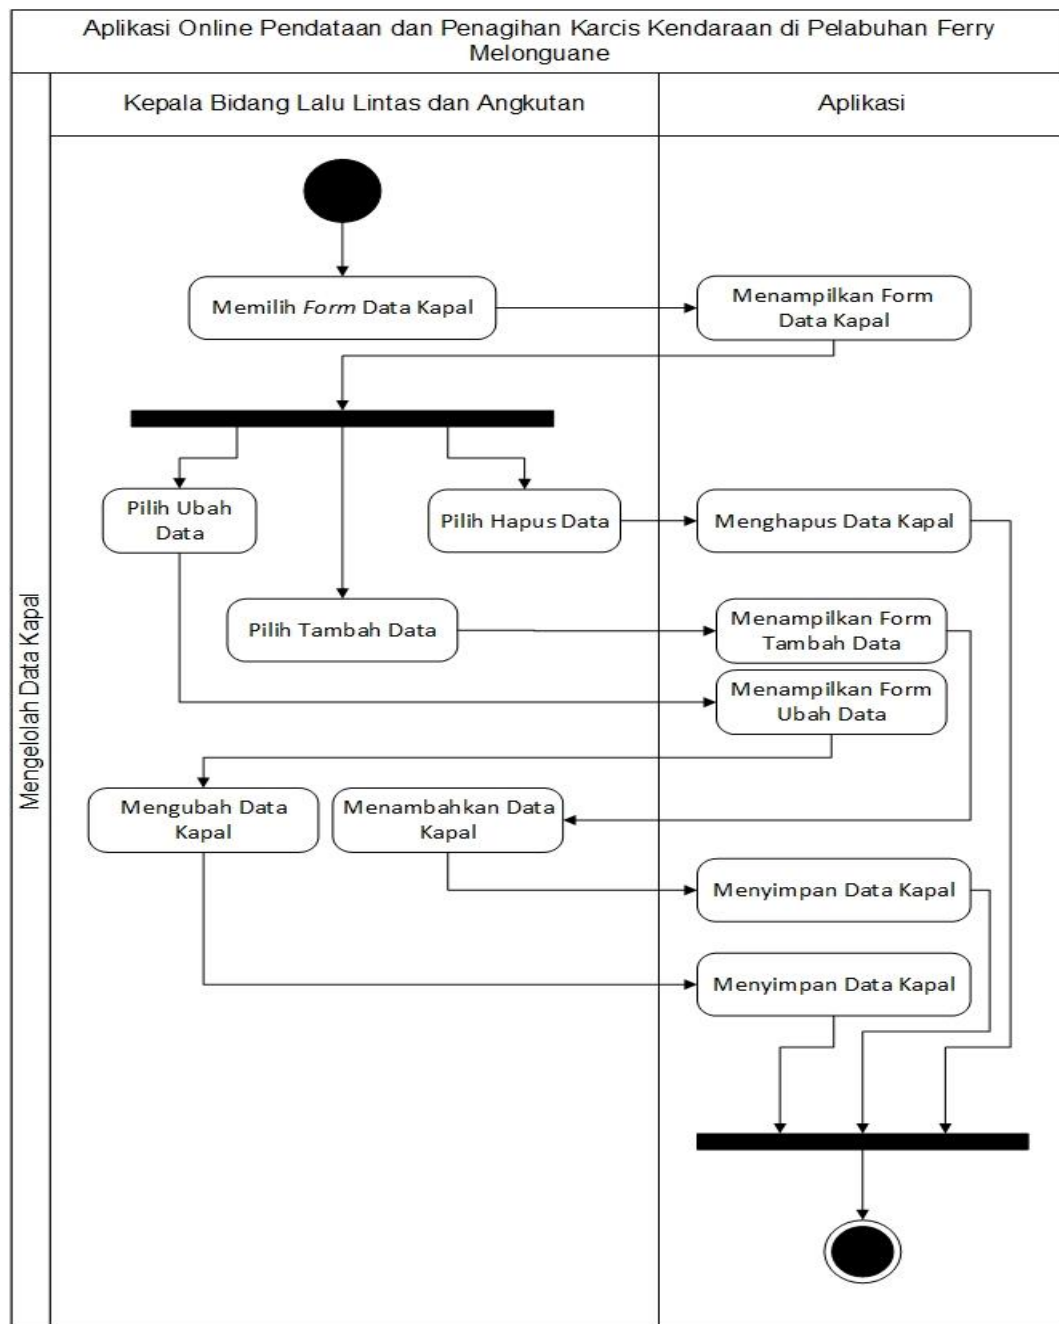 Aplikasi Online Pendataan dan Penagihan Karcis Kendaraan di Pelabuhan Ferry
Melonguane
Kepala Bidang Lalu Lintas dan Angkutan
Aplikasi
Mengelolah Data Kapal
Memilih Form Data Kapal
Menampilkan Form
Data Kapal
Pilih Ubah
Data
Pilih Hapus Data
Menghapus Data Kapal
Pilih Tambah Data
Menampilkan Form
Tambah Data
Menampilkan Form
Ubah Data
Mengubah Data
Kapal
Menambahkan Data
Kapal
Menyimpan Data Kapal
Menyimpan Data Kapal